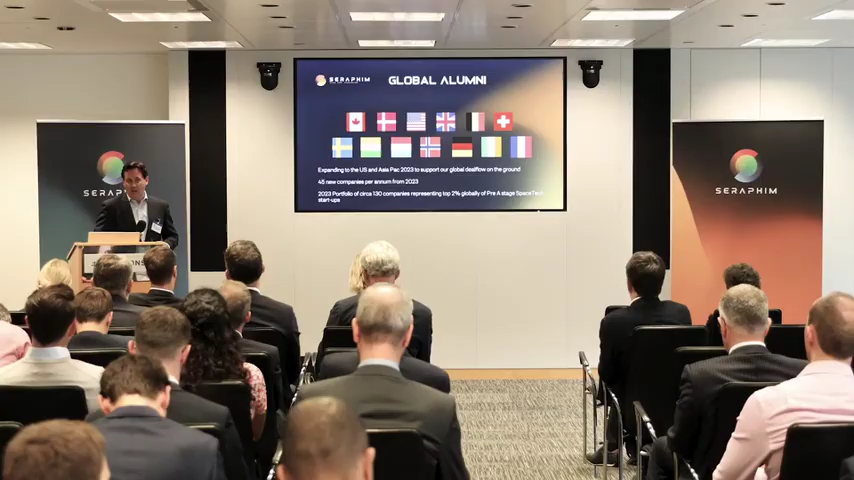 SERAPHIM
GLOBAL ALUMNI
Expanding to the US and Asia Pac 2023 to support our global dealflow on the ground
45 new companies per annum from 2023
2023 Portfolio of circa 130 companies representing top 2% globally of Pre A stage SpaceTech
start-ups
SERAPHIM
SERAPHIM